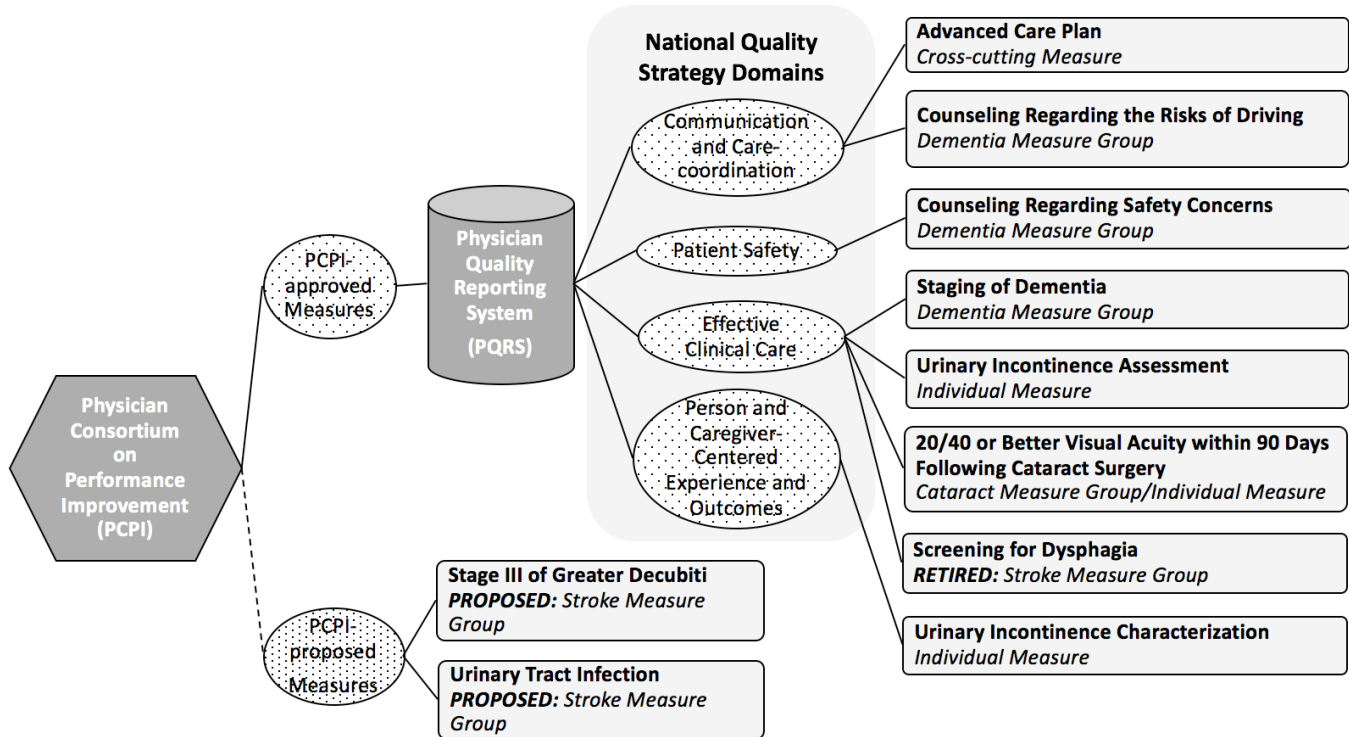 Physician
Consortium
on
Performance
Improvement
(PCPI)
PCPI-
approved
Measures
Physician
Quality
Reporting
System
(PQRS)
National Quality
Strategy Domains
Communication
and Care-
coordination
Patient Safety
Effective
Clinical Care
Person and
Caregiver-
Centered
Experience and
Outcomes
Advanced Care Plan
Cross-cutting Measure
Counseling Regarding the Risks of Driving
Dementia Measure Group
Counseling Regarding Safety Concerns
Dementia Measure Group
Staging of Dementia
Dementia Measure Group
Urinary Incontinence Assessment
Individual Measure
20/40 or Better Visual Acuity within 90 Days
Following Cataract Surgery
Cataract Measure Group/Individual Measure
Screening for Dysphagia
RETIRED: Stroke Measure Group
Urinary Incontinence Characterization
Individual Measure
PCPI-
proposed
Measures
Stage III of Greater Decubiti
PROPOSED: Stroke Measure
Group
Urinary Tract Infection
PROPOSED: Stroke Measure
Group